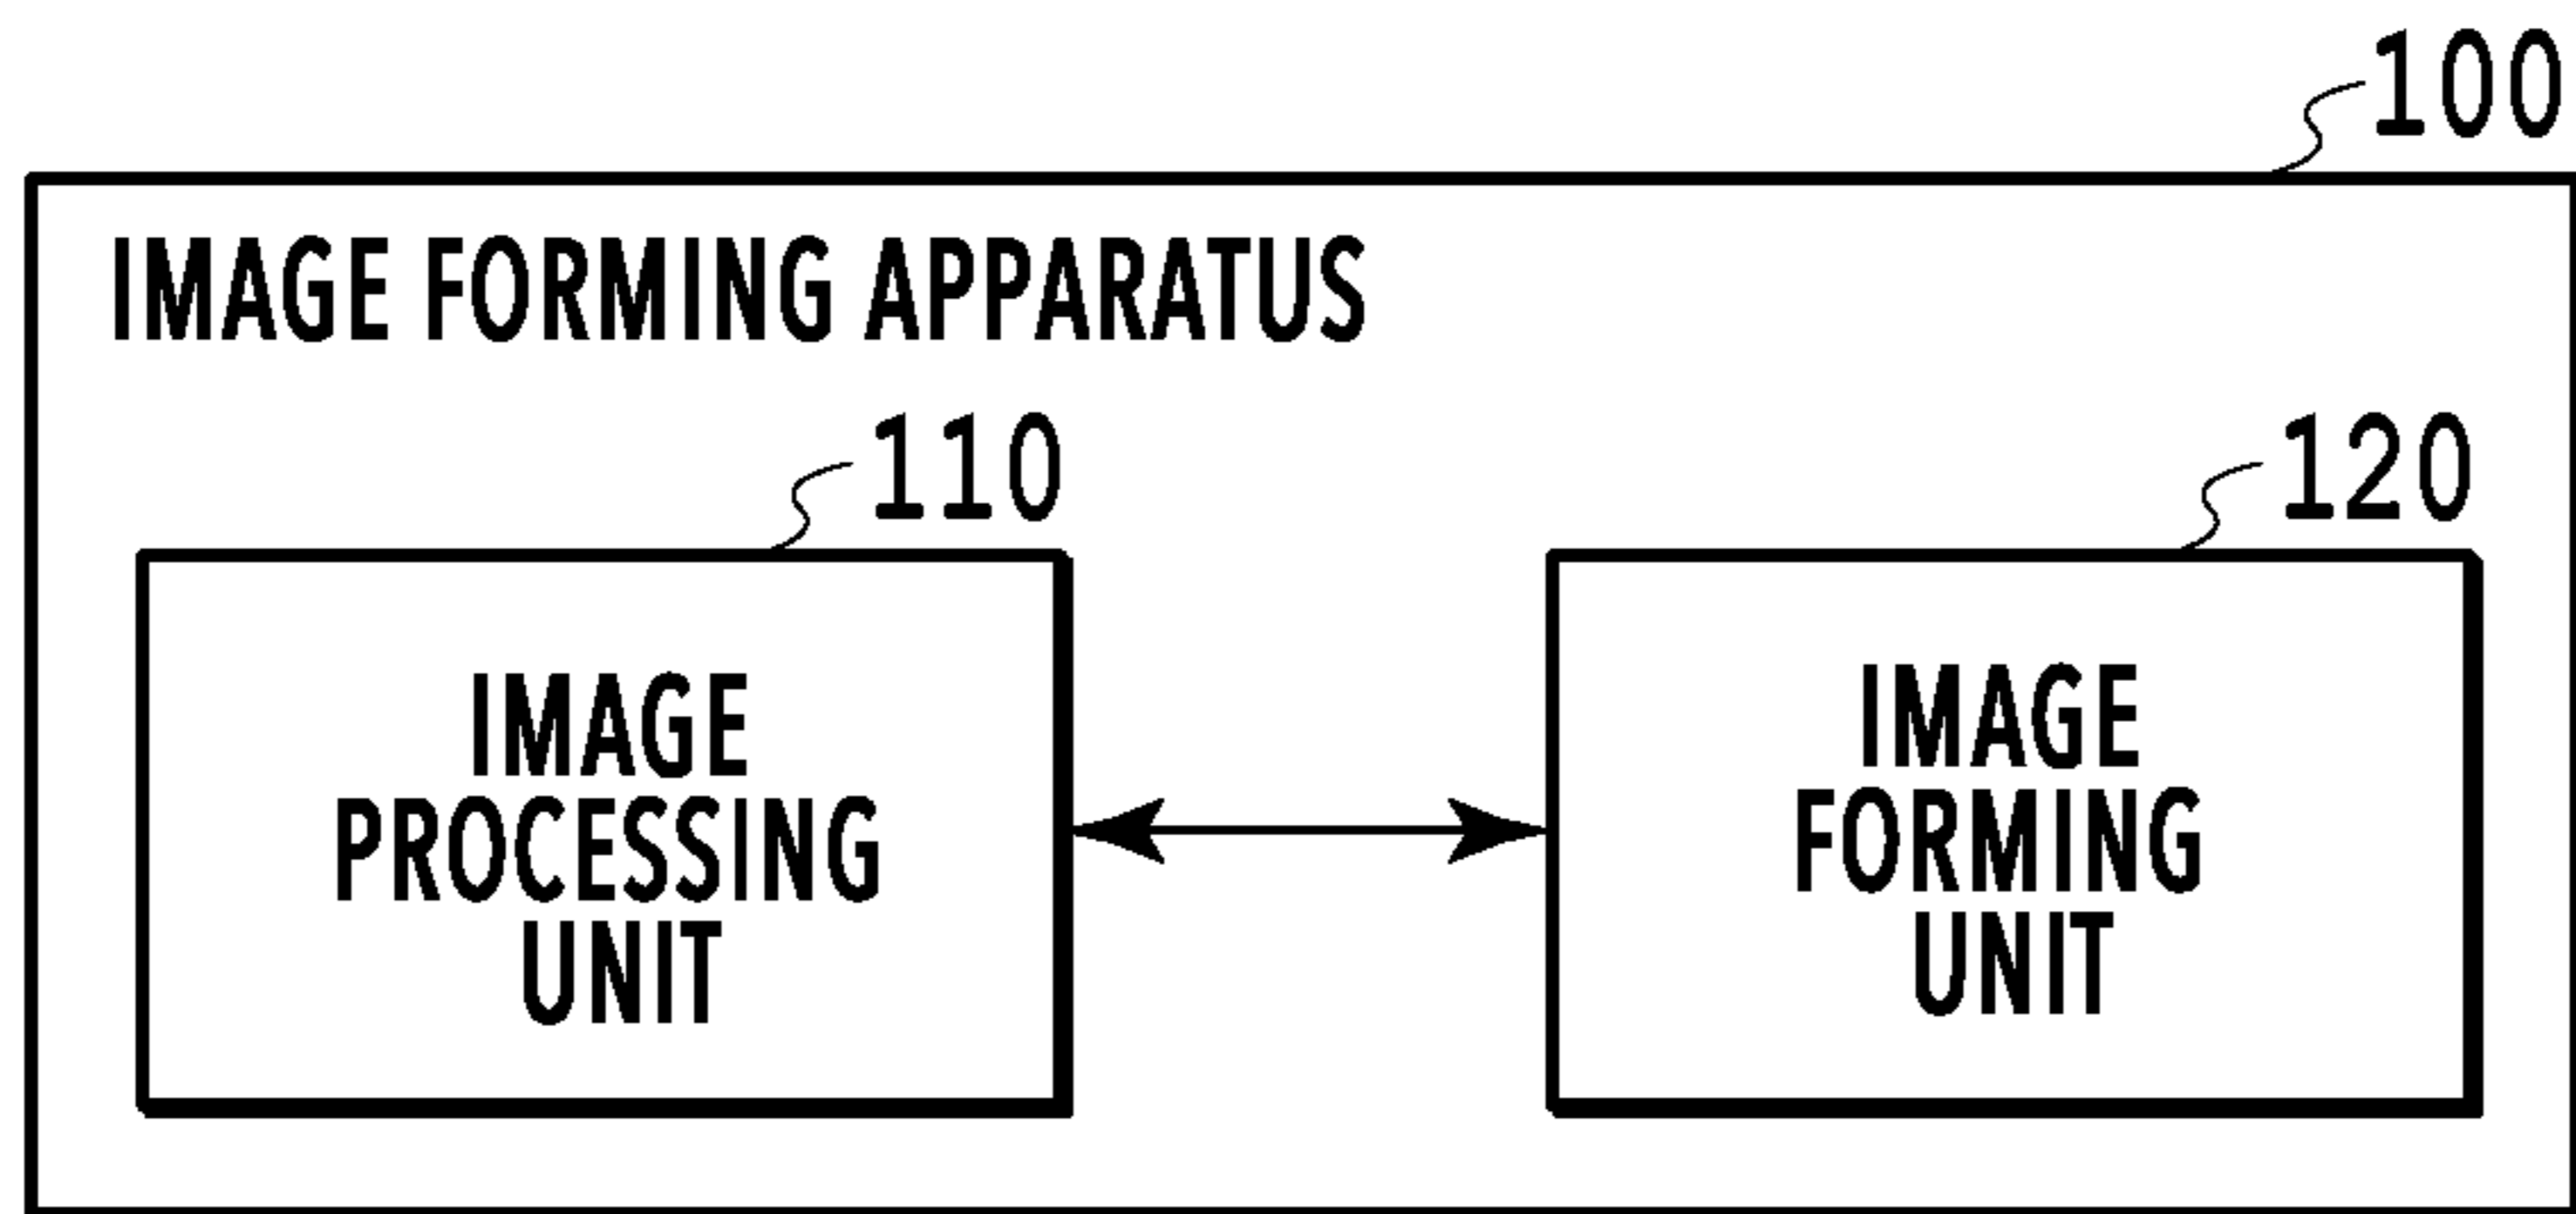 100
IMAGE FORMING APPARATUS
110
120
IMAGE
PROCESSING
UNIT
IMAGE
FORMING
UNIT